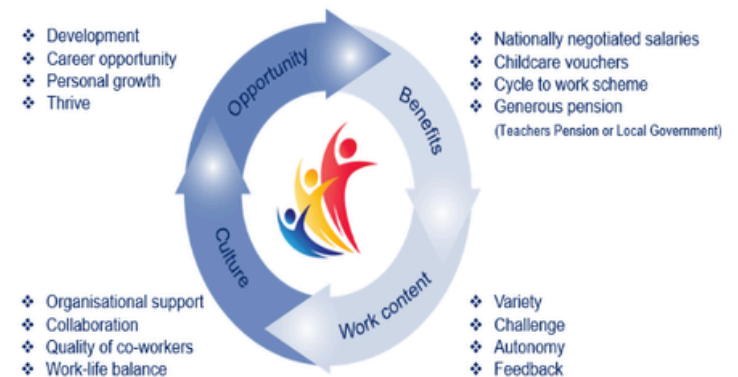 ❖ Development
❖ Career opportunity
❖ Personal growth
❖ Thrive
Opportunity
❖ Nationally negotiated salaries
❖ Childcare vouchers
❖ Cycle to work scheme
❖ Generous pension
(Teachers Pension or Local Government)
Benefits
Culture
❖ Organisational support
❖ Collaboration
❖ Quality of co-workers
❖ Work-life balance
Work content
❖ Variety
❖ Challenge
❖ Autonomy
❖ Feedback